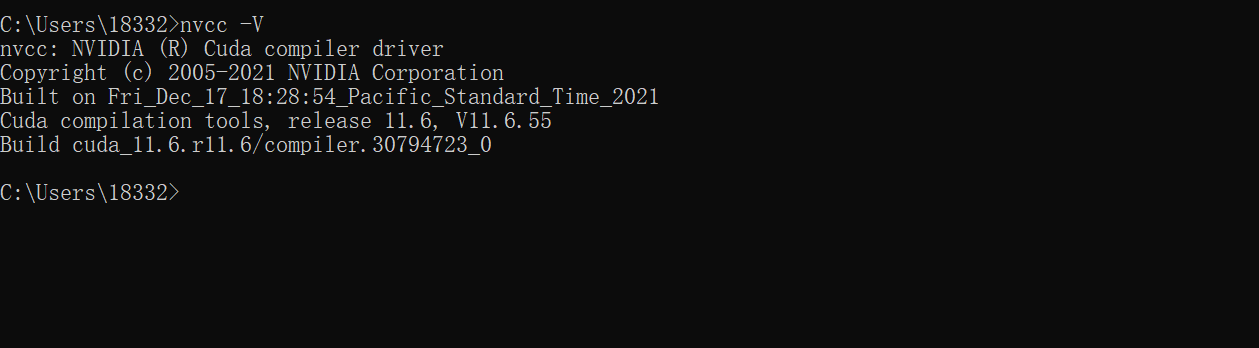 C:\Users\18332>nvcc -V
nvcc: NVIDIA (R) Cuda compiler driver
Copyright (c) 2005-2021 NVIDIA Corporation
Built on Fri_Dec_17_18:28:54_Pacific_Standard_Time_2021
Cuda compilation tools, release 11.6, V11.6.55
Build cuda_11.6.r11.6/compiler.30794723_0
C:\Users\18332>